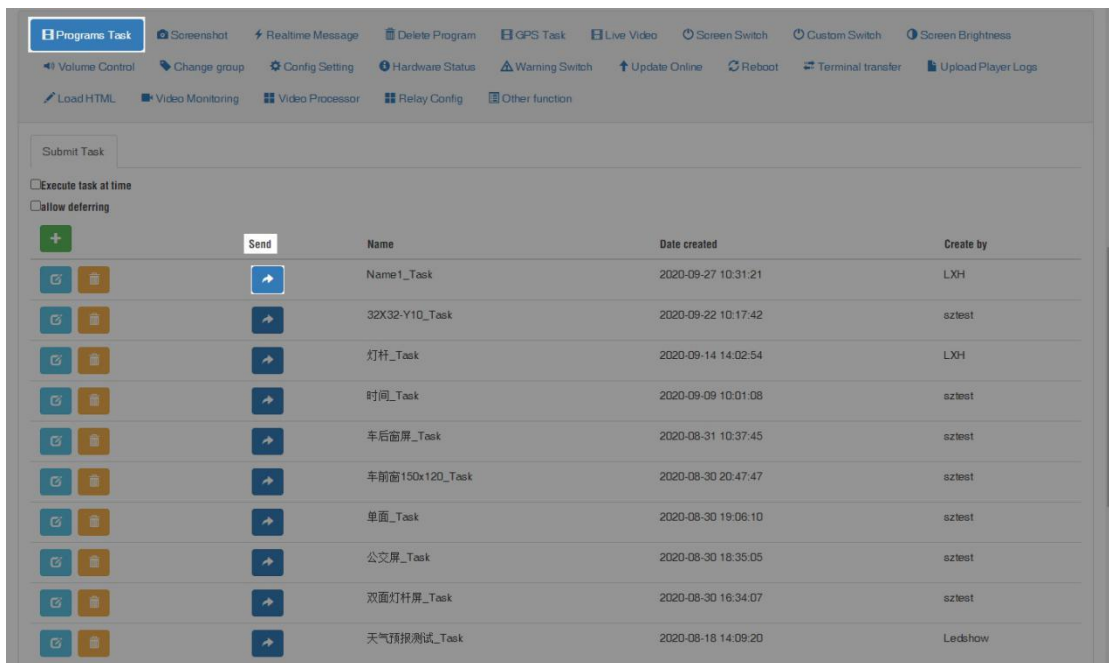 Programs Task Screenshot Realtime Message Delete Program GPS Task Live Video Screen Switch Custom Switch Screen Brightness
Volume Control Change group Config Setting Hardware Status Warning Switch Update Online Reboot Terminal transfer Upload Player Logs
Load HTML Video Monitoring Video Processor Relay Config Other function
Submit Task
Execute task at time
allow deferring
Send Name Date created Create by
Name1_Task 2020-09-27 10:31:21 LXH
32X32-Y10_Task 2020-09-22 10:17:42 sztest
灯杆_Task 2020-09-14 14:02:54 LXH
时间_Task 2020-09-09 10:01:08 sztest
车后窗屏_Task 2020-08-31 10:37:45 sztest
车前窗150x120_Task 2020-08-30 20:47:47 sztest
单面_Task 2020-08-30 19:06:10 sztest
公交屏_Task 2020-08-30 18:35:05 sztest
双面灯杆屏_Task 2020-08-30 16:34:07 sztest
天气预报测试_Task 2020-08-18 14:09:20 Ledshow